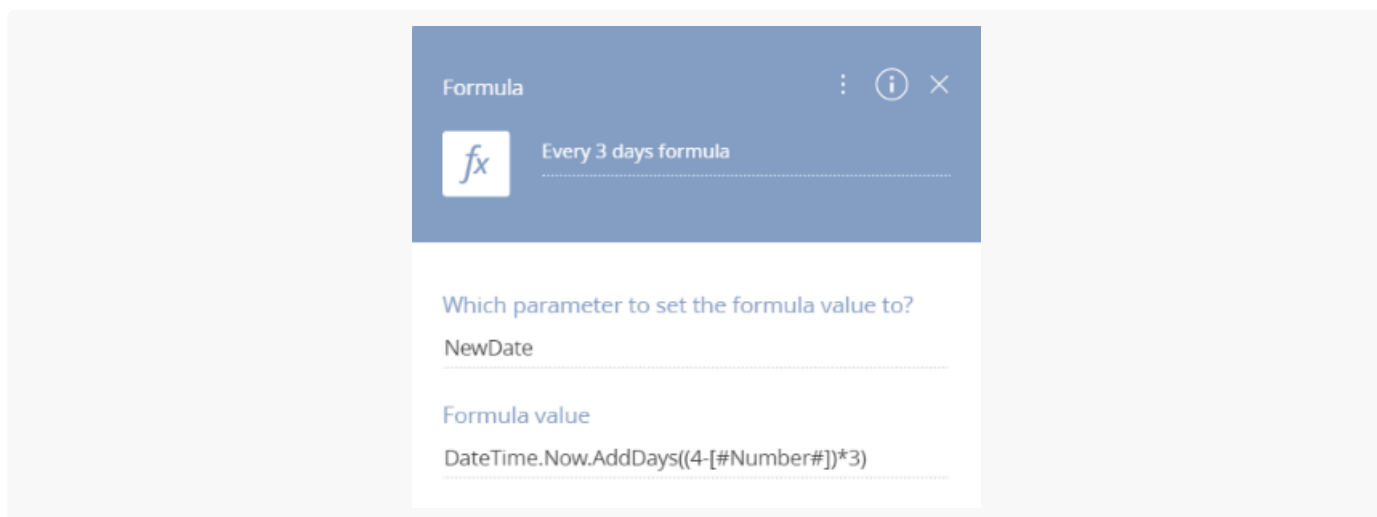 Formula
fx
Every 3 days formula
Which parameter to set the formula value to?
NewDate
Formula value
DateTime.Now.AddDays((4-[#Number#])*3)